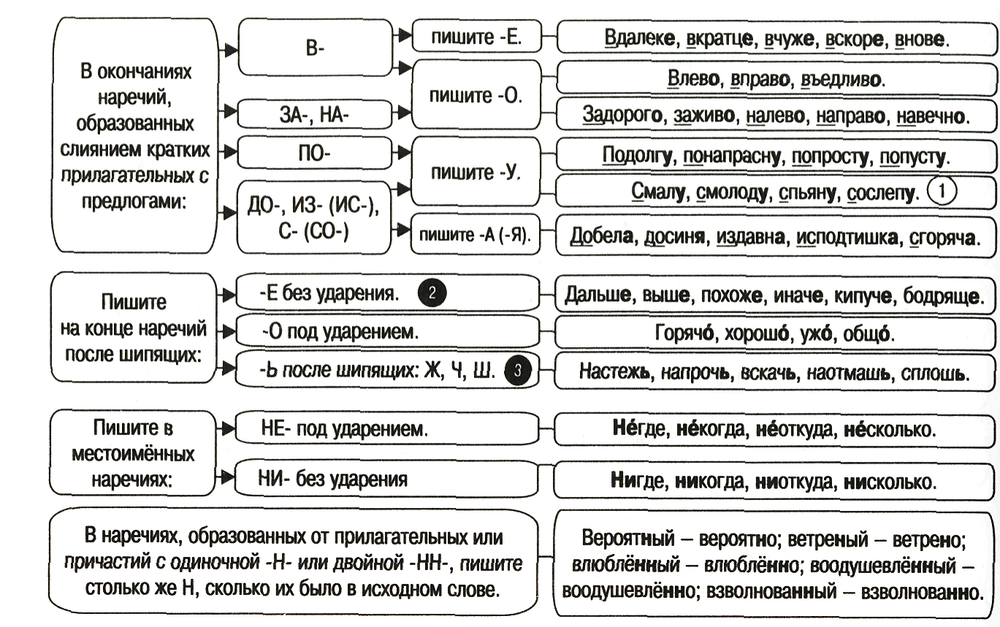 В окончаниях
наречий,
образованных
слиянием кратких
прилагательных с
предлогами:
В-
пишите -Е.
Вдалеке, вкратце, вчуже, вскоре, внове.
пишите -О.
Влево, вправо, въедливо.
ЗА-, НА-
Задорого, заживо, налево, направо, навечно.
ПО-
пишите -У.
Подолгу, понапрасну, попросту, попусту.
Смалу, смолоду, спьяну, сослепу. 1
ДО-, ИЗ- (ИС-),
С- (СО-)
пишите -А (-Я).
Добела, досиня, издавна, исподтишка, сгоряча.
Пишите
на конце наречий
после шипящих:
-Е без ударения. 2
Дальше, выше, похоже, иначе, кипуче, бодряще.
-О под ударением.
Горячо́, хорошо́, ужо́, общо́.
-Ь после шипящих: Ж, Ч, Ш. 3
Настежь, напрочь, вскачь, наотмашь, сплошь.
Пишите в
местоимённых
наречиях:
НЕ- под ударением.
Не́где, не́когда, не́откуда, не́сколько.
НИ- без ударения
Нигде, никогда, ниоткуда, нисколько.
В наречиях, образованных от прилагательных или
причастий с одиночной -Н- или двойной -НН-, пишите
столько же Н, сколько их было в исходном слове.
Вероятный – вероятно; ветреный – ветрено;
влюблённый – влюблённо; воодушевлённый –
воодушевлённо; взволнованный – взволнованно.